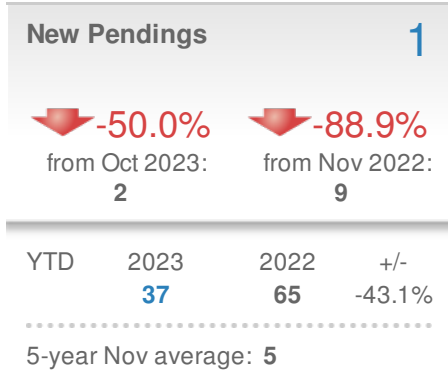 New Pendings 1
-50.0% -88.9%
from Oct 2023: from Nov 2022:
2 9
YTD 2023 2022 +/-
37 65 -43.1%
5-year Nov average: 5